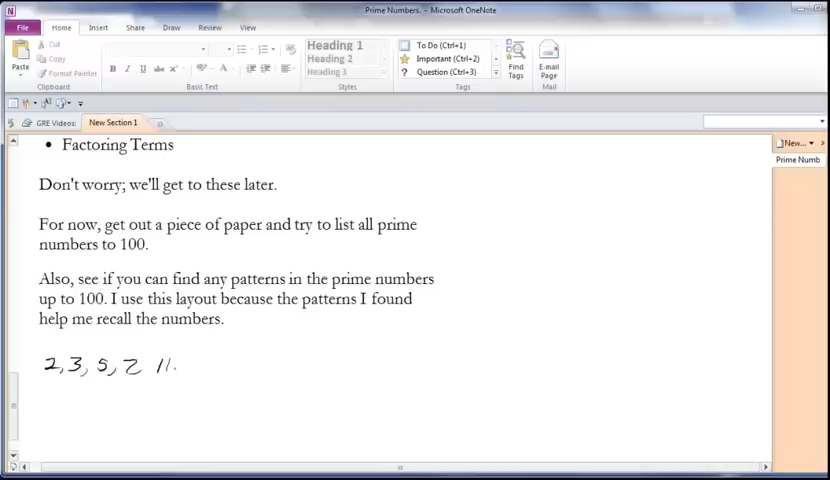 Prime Numbers. - Microsoft OneNote
File Home Insert Share Draw Review View
Paste
Cut
Copy
Format Painter
Clipboard
B I U abc
Basic Text
Heading 1
Heading 2
Heading 3
Styles
To Do (Ctrl+1)
Important (Ctrl+2)
Question (Ctrl+3)
Tags
Find
Tags
E-mail
Page
Mail
GRE Videos: New Section 1
New...
Prime Numb
• Factoring Terms
Don't worry; we'll get to these later.
For now, get out a piece of paper and try to list all prime
numbers to 100.
Also, see if you can find any patterns in the prime numbers
up to 100. I use this layout because the patterns I found
help me recall the numbers.
2, 3, 5, 7 11